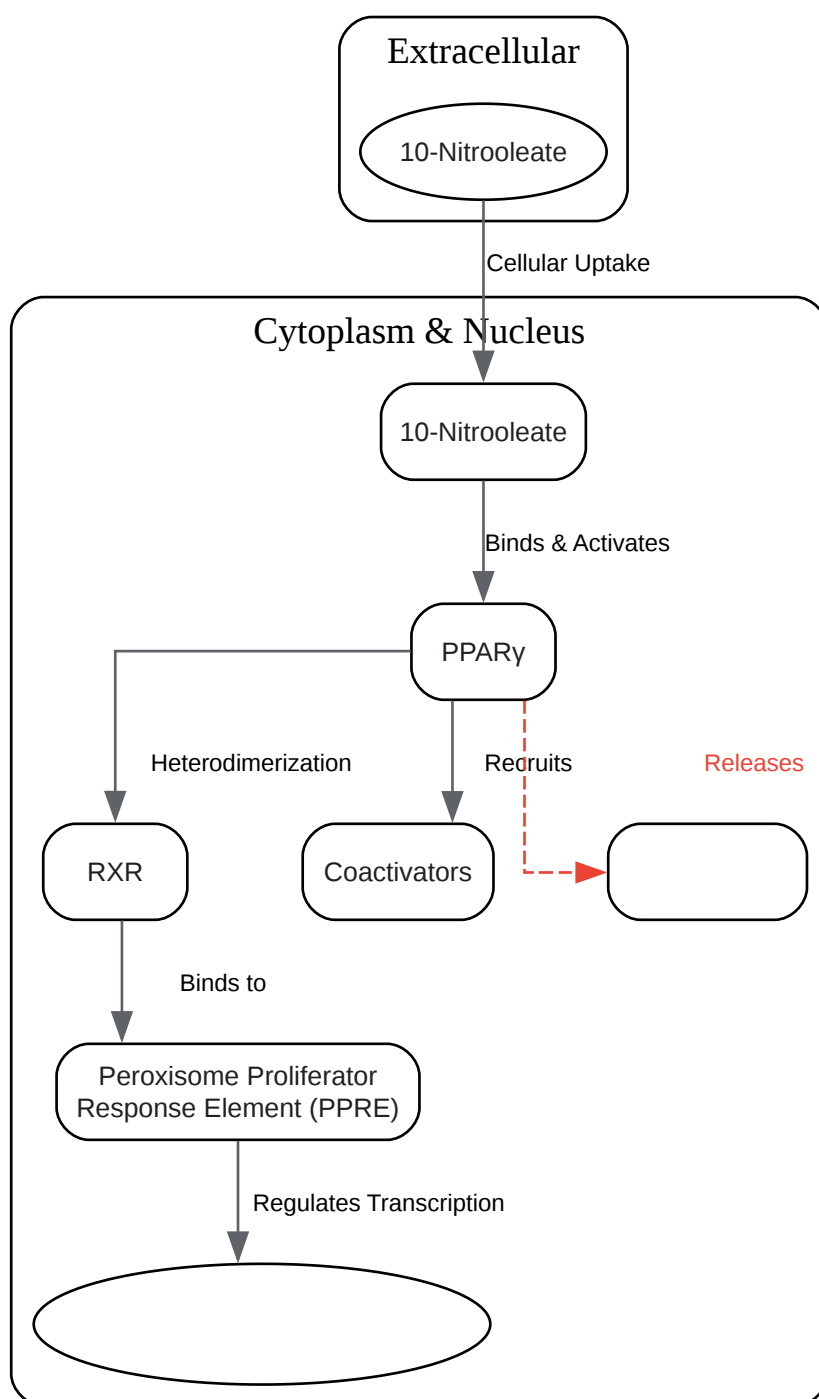 Extracellular
10-Nitrooleate
Cellular Uptake
Cytoplasm & Nucleus
10-Nitrooleate
Binds & Activates
PPARγ
Heterodimerization
Recruits
Releases
RXR
Coactivators
Binds to
Peroxisome Proliferator
Response Element (PPRE)
Regulates Transcription